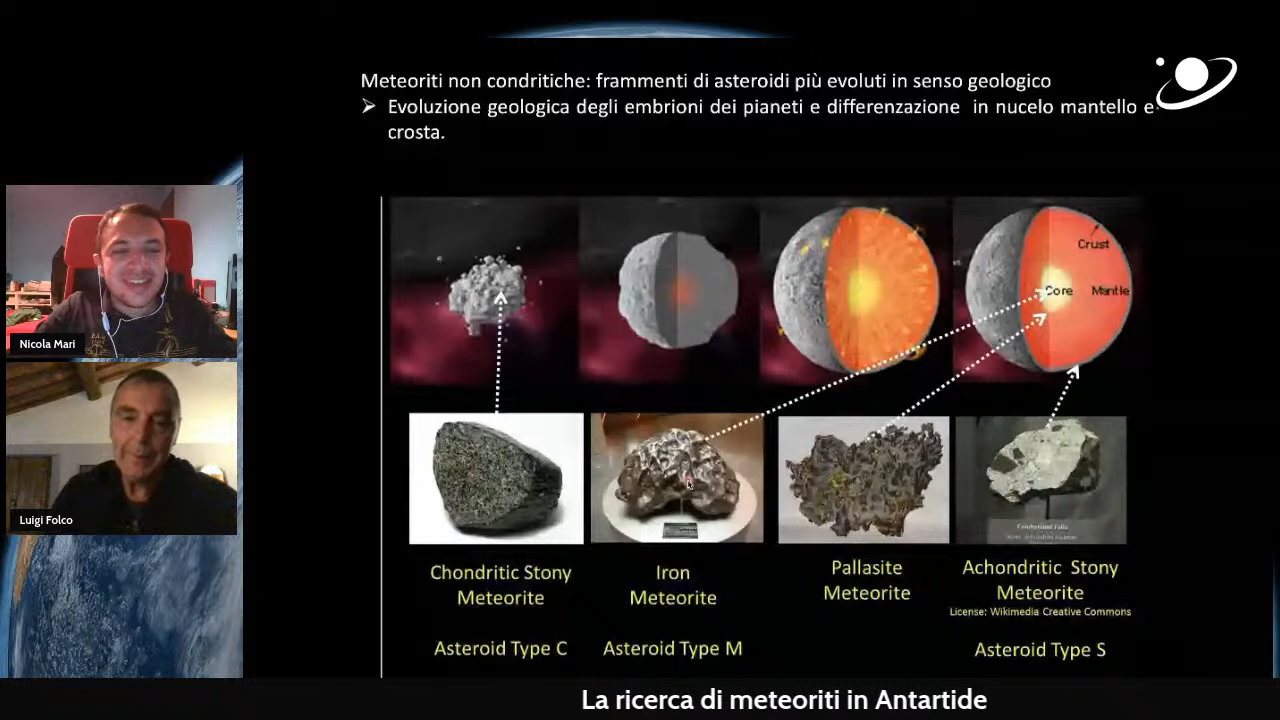 Meteoriti non condritiche: frammenti di asteroidi più evoluti in senso geologico
➢ Evoluzione geologica degli embrioni dei pianeti e differenzazione in nucelo mantello e
crosta.
Crust
Core Mantle
Nicola Mari
Luigi Folco
Cumberland Falls
Chondritic Stony
Meteorite
Iron
Meteorite
Pallasite
Meteorite
Achondritic Stony
Meteorite
License: Wikimedia Creative Commons
Asteroid Type C
Asteroid Type M
Asteroid Type S
La ricerca di meteoriti in Antartide